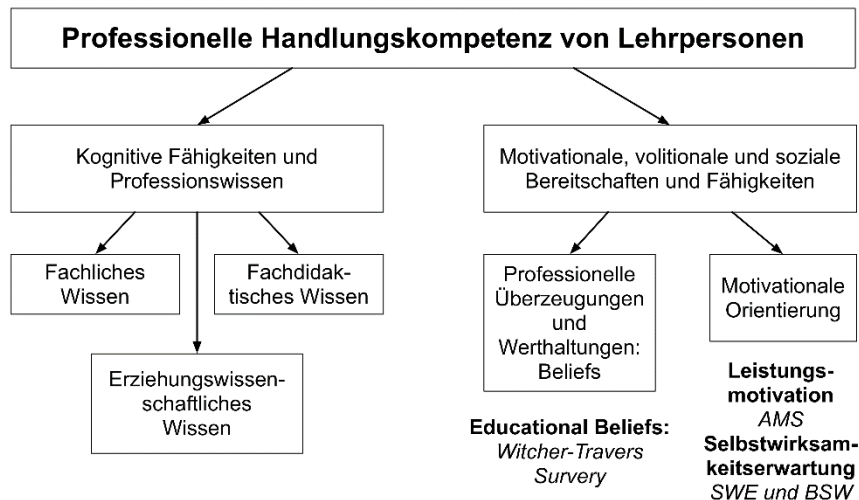 Professionelle Handlungskompetenz von Lehrpersonen
Kognitive Fähigkeiten und
Professionswissen
Motivationale, volitionale und soziale
Bereitschaften und Fähigkeiten
Fachliches
Wissen
Fachdidak-
tisches Wissen
Erziehungswissen-
schaftliches
Wissen
Professionelle
Überzeugungen
und
Werthaltungen:
Beliefs
Motivationale
Orientierung
Educational Beliefs:
Witcher-Travers
Survery
Leistungs-
motivation
AMS
Selbstwirksam-
keitserwartung
SWE und BSW